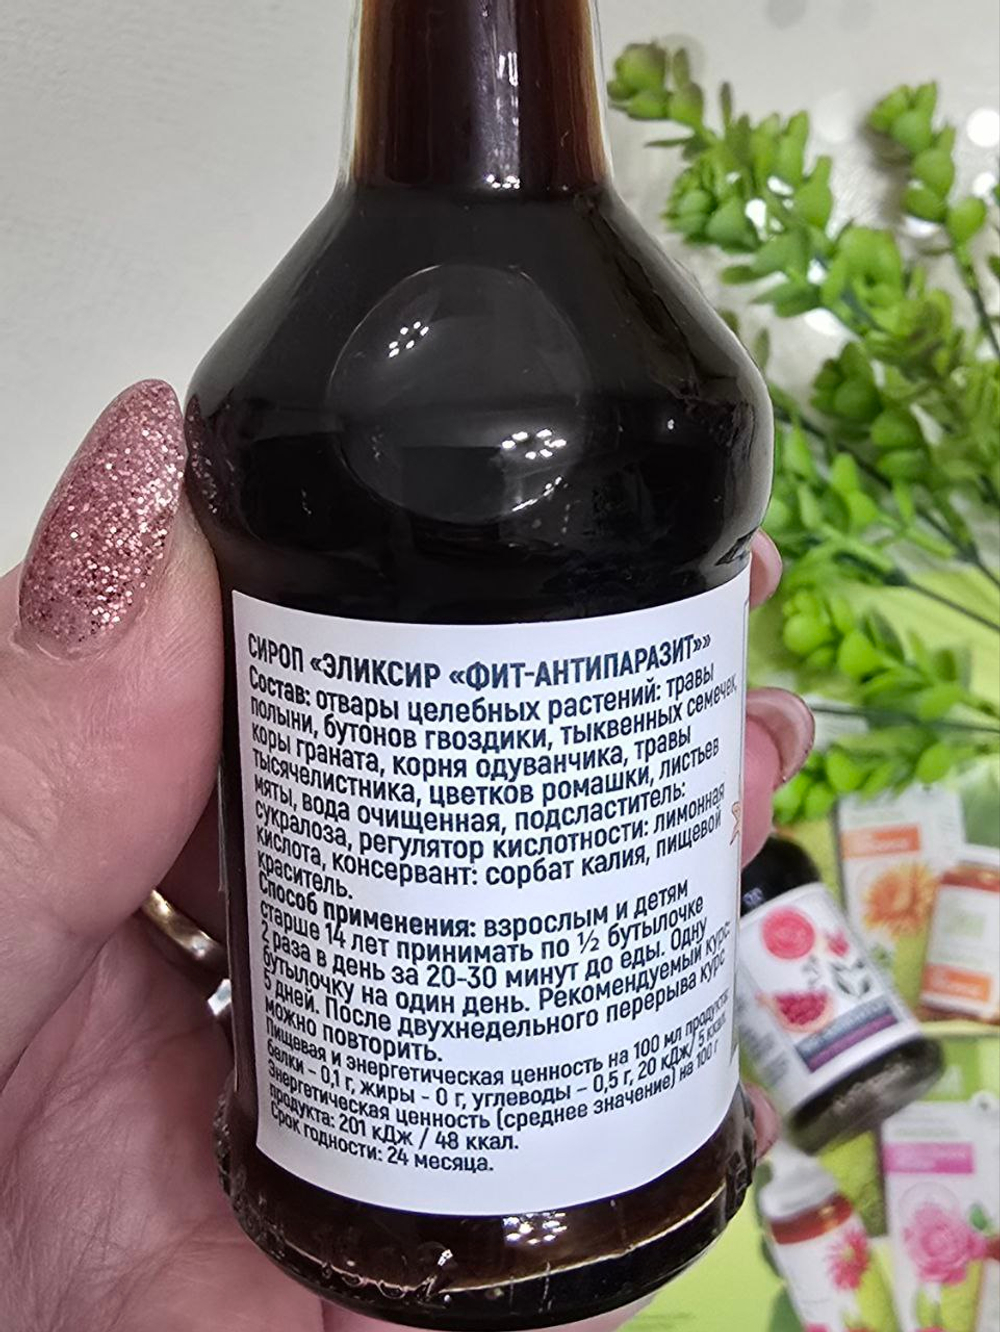 СИРОП «ЭЛИКСИР «ФИТ-АНТИПАРАЗИТ»»
Состав: отвары целебных растений: травы
полыни, бутонов гвоздики, тыквенных семечек,
коры граната, корня одуванчика, травы
тысячелистника, цветков ромашки, листьев
мяты, вода очищенная, подсластитель:
сукралоза, регулятор кислотности: лимонная
кислота, консервант: сорбат калия, пищевой
краситель.
Способ применения: взрослым и детям
старше 14 лет принимать по ½ бутылочке
2 раза в день за 20-30 минут до еды. Одну
бутылочку на один день. Рекомендуемый курс:
5 дней. После двухнедельного перерыва курс
можно повторить.
Пищевая и энергетическая ценность на 100 мл продукта:
белки – 0,1 г, жиры - 0 г, углеводы – 0,5 г, 20 кДж/ 5 ккал.
Энергетическая ценность (среднее значение) на 100 г
продукта: 201 кДж / 48 ккал.
Срок годности: 24 месяца.